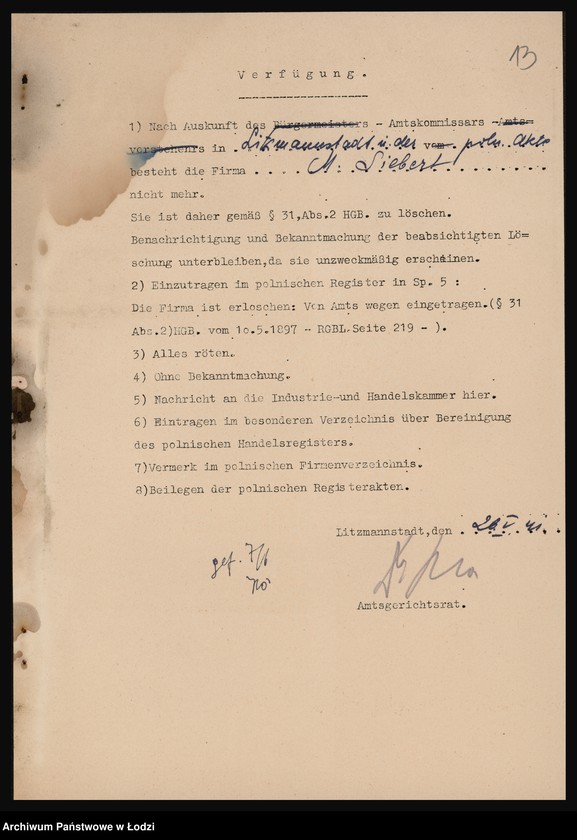 13
Verfügung.
1) Nach Auskunft des Bürgermeisters - Amtskommissars - Amts=
vorstehers in . Litzmannstadt u. der vom poln. Akte
besteht die Firma . . . . M. Siebert . . . . . . . . . .
nicht mehr.
Sie ist daher gemäß § 31,Abs.2 HGB. zu löschen.
Benachrichtigung und Bekanntmachung der beabsichtigten Lö=
schung unterbleiben,da sie unzweckmäßig erscheinen.
2) Einzutragen im polnischen Register in Sp. 5 :
Die Firma ist erloschen: Von Amts wegen eingetragen.(§ 31
Abs.2)HGB. vom 10.5.1897 - RGBL.Seite 219 - ).
3) Alles röten.
4) Ohne Bekanntmachung.
5) Nachricht an die Industrie-und Handelskammer hier.
6) Eintragen im besonderen Verzeichnis über Bereinigung
des polnischen Handelsregisters.
7)Vermerk im polnischen Firmenverzeichnis.
8)Beilegen der polnischen Registerakten.
Litzmannstadt,den
gef. 7/6
Amtsgerichtsrat.
Archiwum Państwowe w Łodzi